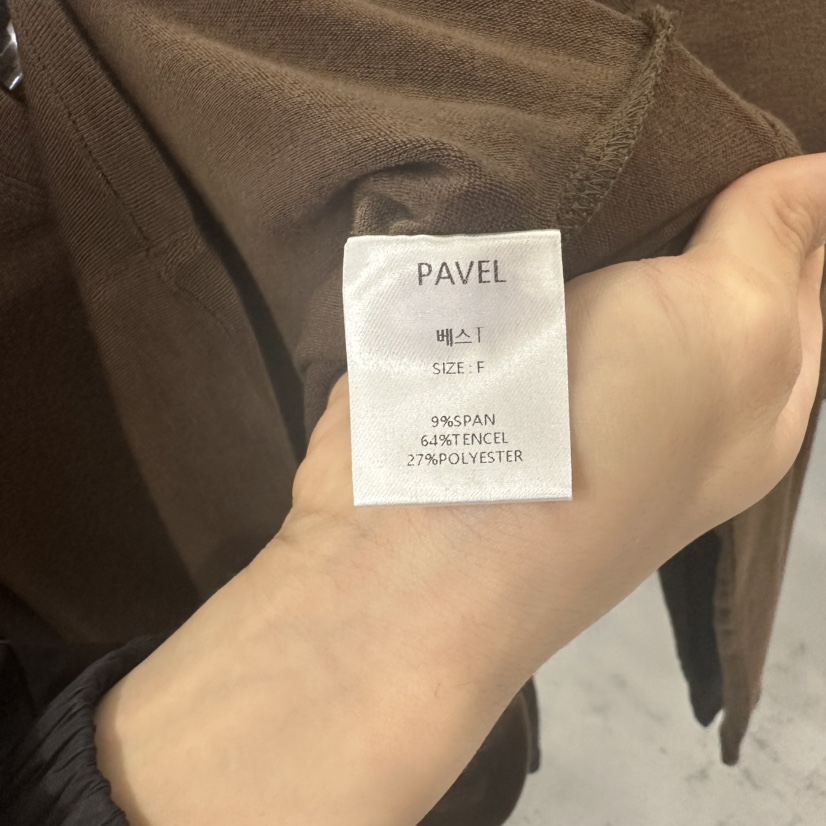 PAVEL
베스T
SIZE : F
9%SPAN
64%TENCEL
27%POLYESTER